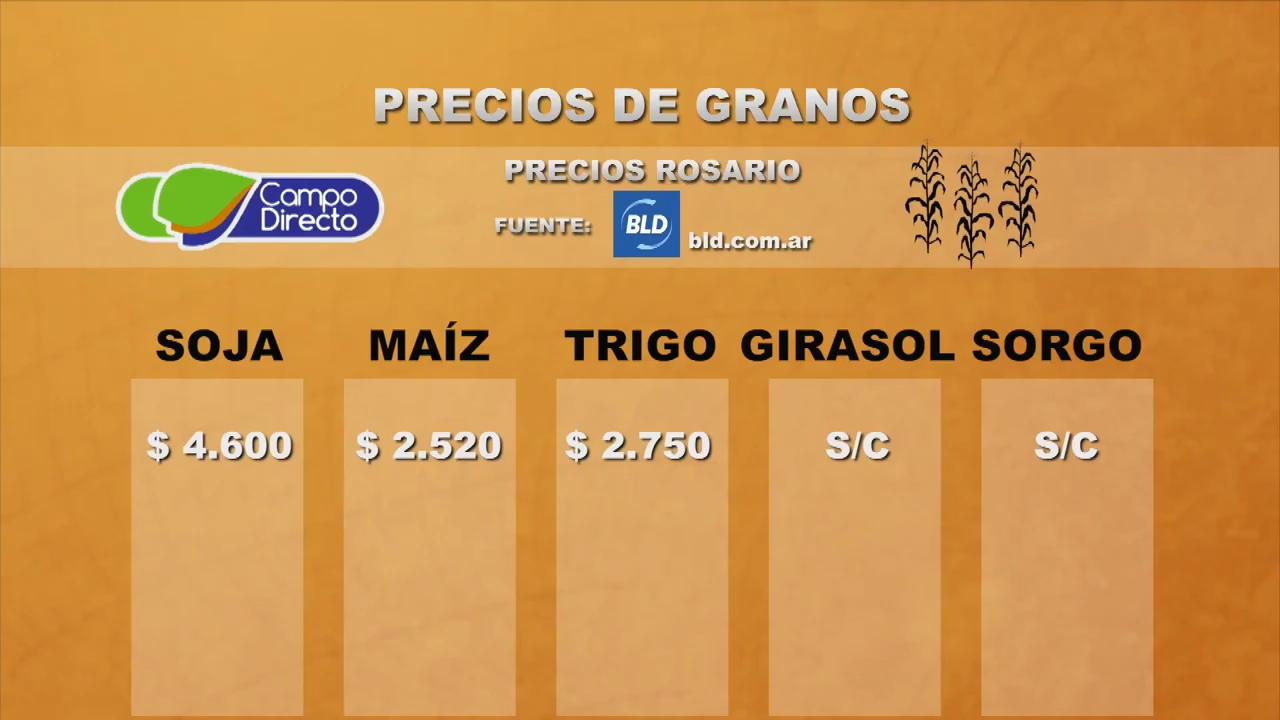 PRECIOS DE GRANOS
Campo
Directo
PRECIOS ROSARIO
FUENTE: BLD bld.com.ar
SOJA MAÍZ TRIGO GIRASOL SORGO
$ 4.600 $ 2.520 $ 2.750 S/C S/C